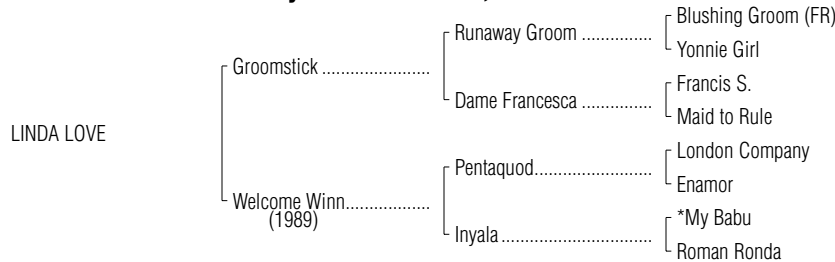 Blushing Groom (FR)
Runaway Groom ................
Yonnie Girl
Groomstick .......................
Francis S.
Dame Francesca ................
Maid to Rule
LINDA LOVE
London Company
Pentaquod...........................
Enamor
Welcome Winn..................
(1989)
*My Babu
Inyala ..................................
Roman Ronda